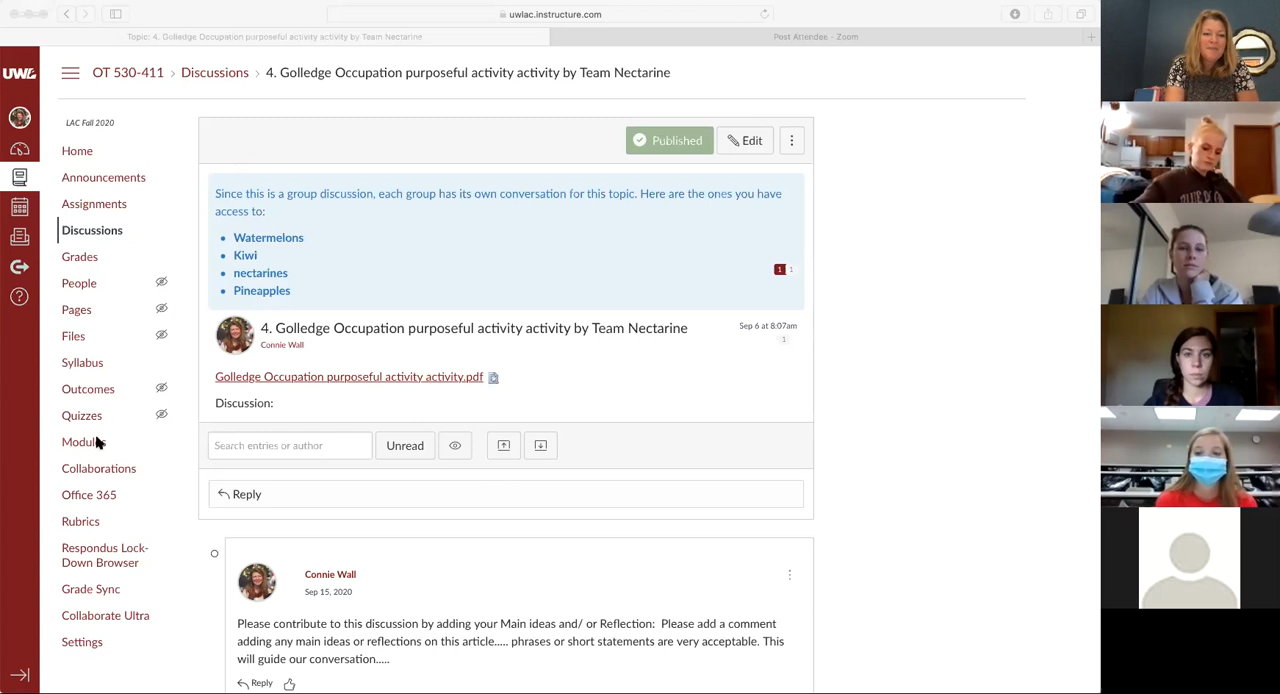 uwlac.instructure.com
Topic: 4. Golledge Occupation purposeful activity activity by Team Nectarine
Post Attendee - Zoom
UWL
OT 530-411 > Discussions > 4. Golledge Occupation purposeful activity activity by Team Nectarine
LAC Fall 2020
Home
Announcements
Assignments
Discussions
Grades
People
Pages
Files
Syllabus
Outcomes
Quizzes
Collaborations
Office 365
Rubrics
Respondus Lock-
Down Browser
Grade Sync
Collaborate Ultra
Settings
Published
Edit
Since this is a group discussion, each group has its own conversation for this topic. Here are the ones you have
access to:
Watermelons
Kiwi
nectarines
1 1
Pineapples
4. Golledge Occupation purposeful activity activity by Team Nectarine
Sep 6 at 8:07am
Connie Wall
1
Golledge Occupation purposeful activity activity.pdf
Discussion:
Search entries or author
Unread
Reply
Connie Wall
Sep 15, 2020
Please contribute to this discussion by adding your Main ideas and/ or Reflection: Please add a comment
adding any main ideas or reflections on this article..... phrases or short statements are very acceptable. This
will guide our conversation.....
Reply